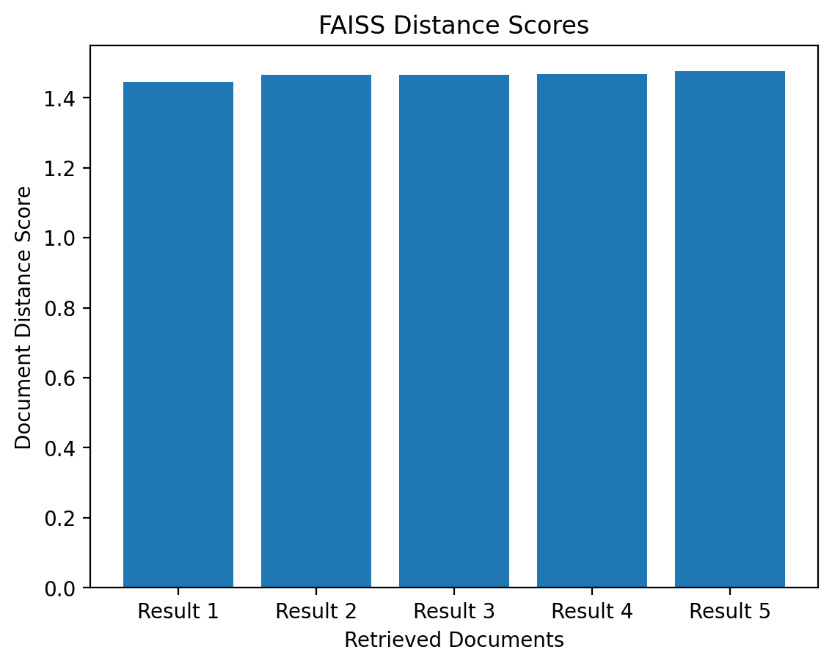 FAISS Distance Scores
Document Distance Score
1.4
1.2
1.0
0.8
0.6
0.4
0.2
0.0
Result 1 Result 2 Result 3 Result 4 Result 5
Retrieved Documents